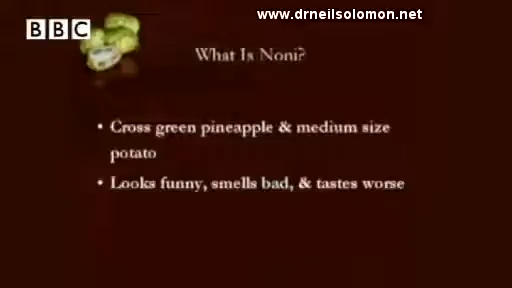 www.drneilsolomon.net
BBC
What Is Noni?
• Cross green pineapple & medium size
potato
• Looks funny, smells bad, & tastes worse